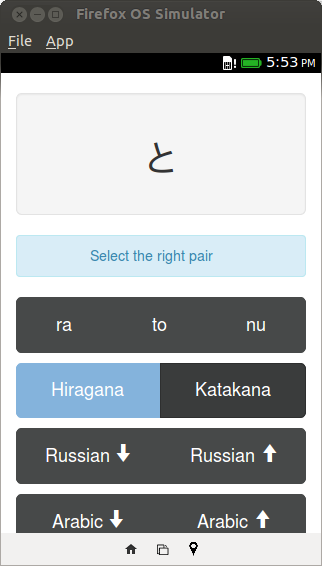 Firefox OS Simulator
File App
5:53 PM
と
Select the right pair
ra to nu
Hiragana Katakana
Russian Russian
Arabic Arabic